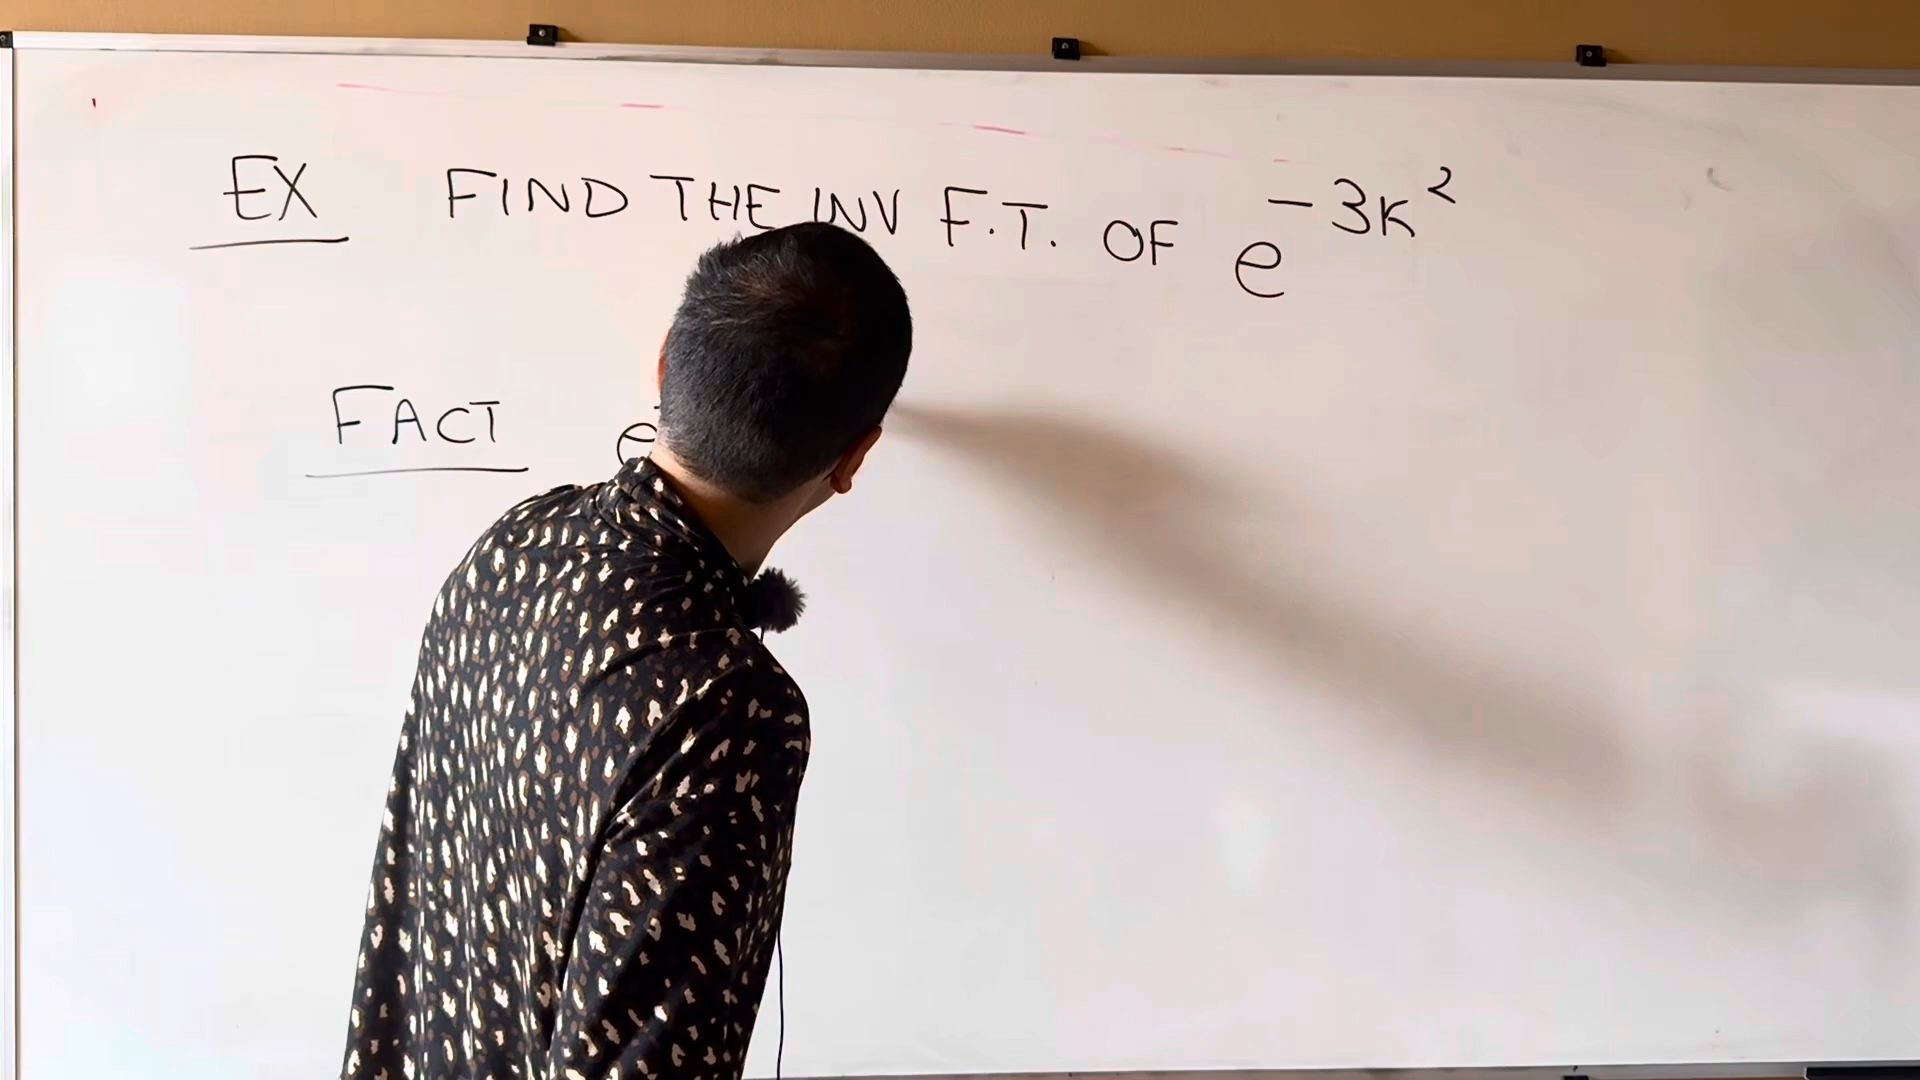 EX FIND THE INV F.T. OF e^{-3k^2}
FACT e